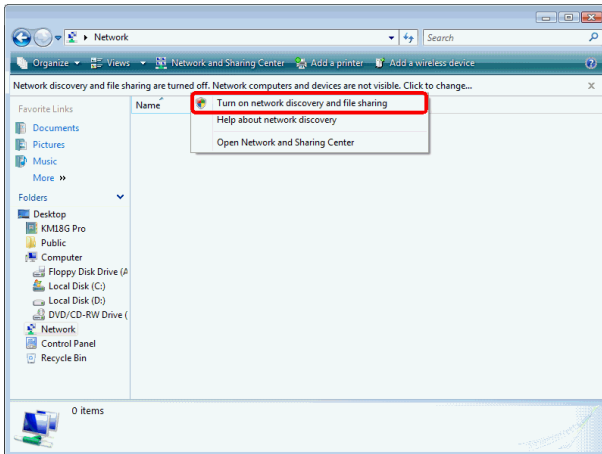 Network
Search
Organize Views Network and Sharing Center Add a printer Add a wireless device
Network discovery and file sharing are turned off. Network computers and devices are not visible. Click to change...
Favorite Links
Name
Turn on network discovery and file sharing
Help about network discovery
Open Network and Sharing Center
Documents
Pictures
Music
More »
Folders
Desktop
KM18G Pro
Public
Computer
Floppy Disk Drive (A
Local Disk (C:)
Local Disk (D:)
DVD/CD-RW Drive (
Network
Control Panel
Recycle Bin
0 items